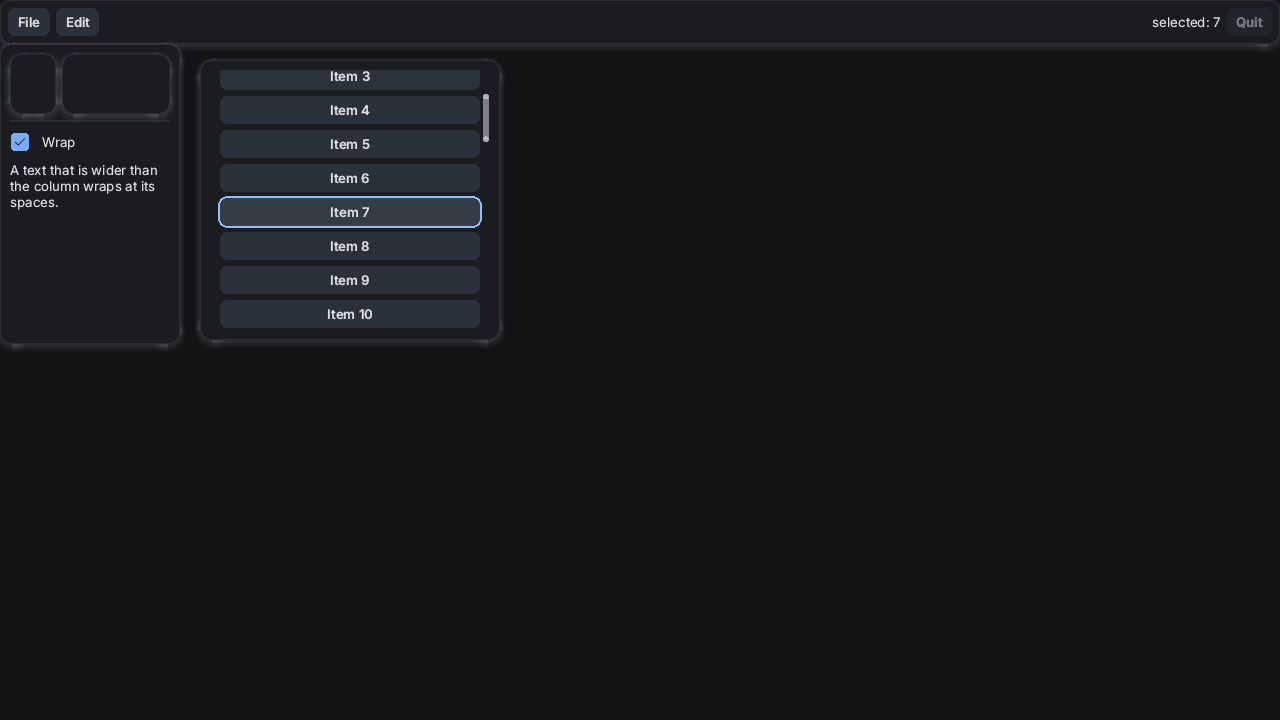 File
Edit
selected: 7
Quit
Wrap
A text that is wider than
the column wraps at its
spaces.
Item 3
Item 4
Item 5
Item 6
Item 7
Item 8
Item 9
Item 10